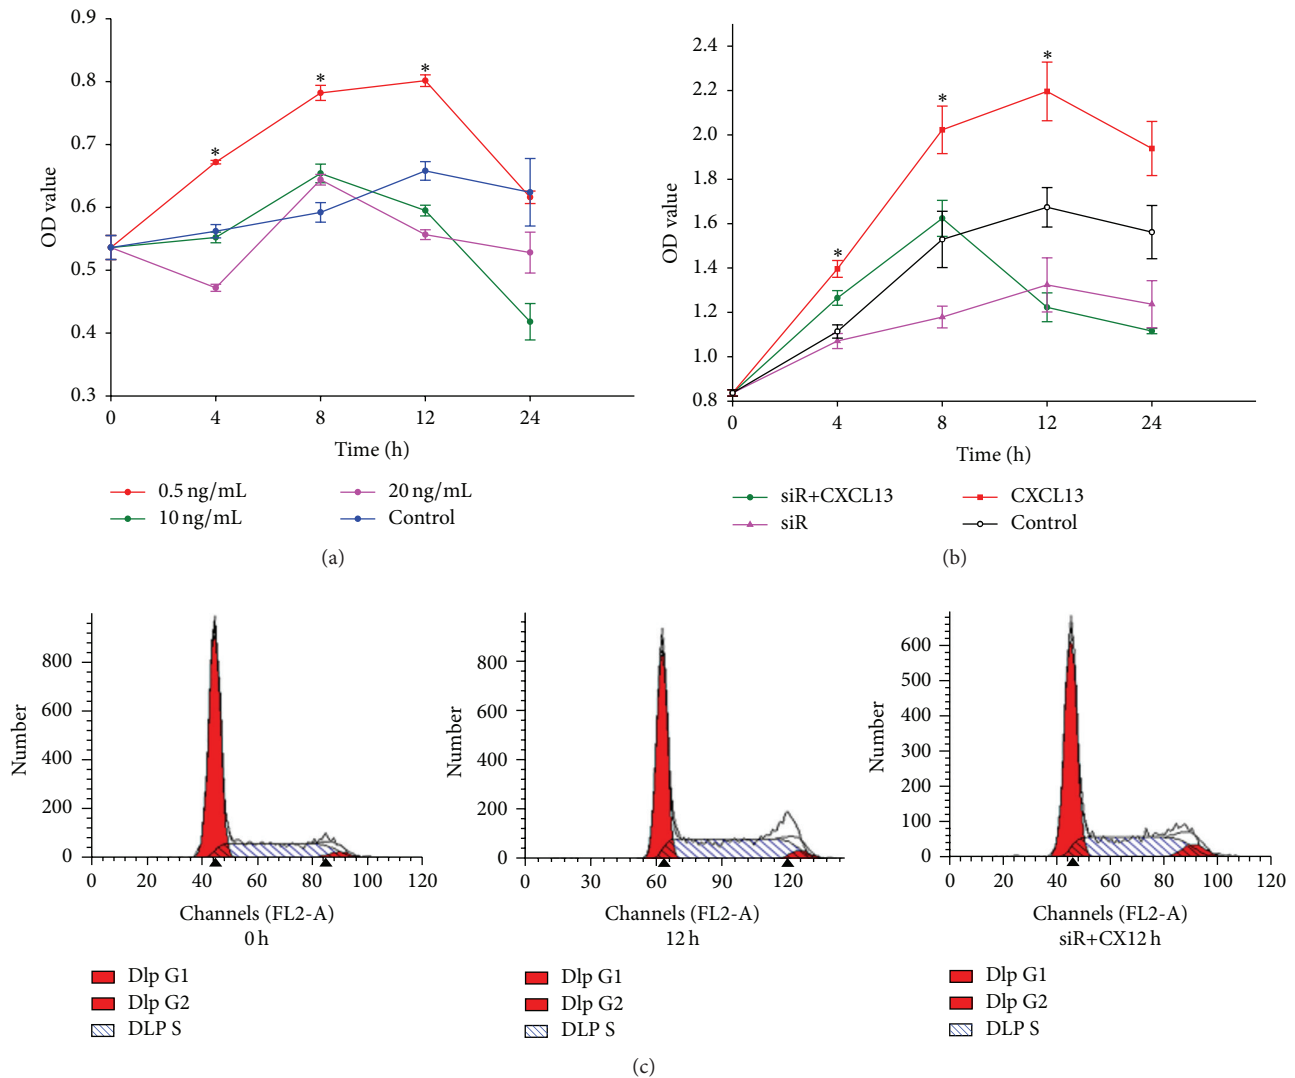 0.9
0.8
0.7
0.6
0.5
0.4
0.3
OD value
* * *
0 4 8 12 24
Time (h)
0.5 ng/mL 20 ng/mL
10 ng/mL Control
(a)
2.4
2.2
2.0
1.8
1.6
1.4
1.2
1.0
0.8
OD value
* * *
0 4 8 12 24
Time (h)
siR+CXCL13 CXCL13
siR Control
(b)
800
600
400
200
0
Number
0 20 40 60 80 100 120
Channels (FL2-A)
0 h
Dlp G1
Dlp G2
DLP S
800
600
400
200
0
Number
0 30 60 90 120
Channels (FL2-A)
12 h
Dlp G1
Dlp G2
DLP S
600
500
400
300
200
100
0
Number
0 20 40 60 80 100 120
Channels (FL2-A)
siR+CX12 h
Dlp G1
Dlp G2
DLP S
(c)